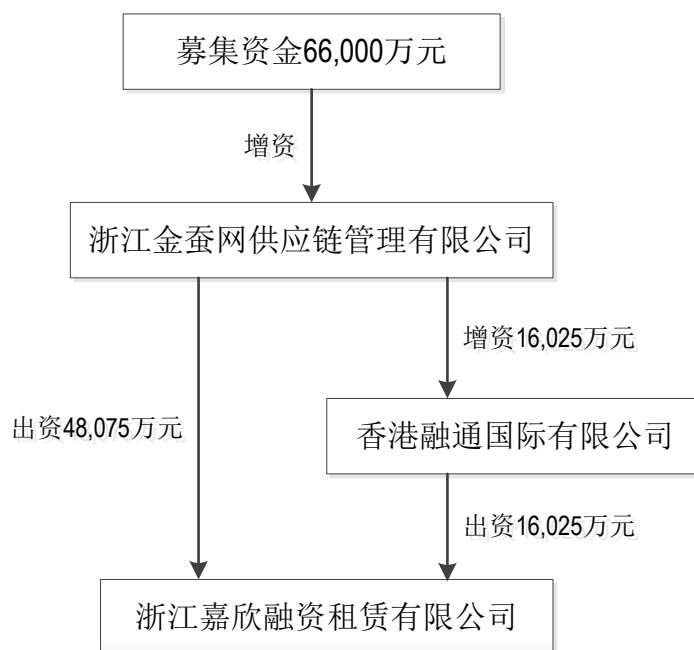 募集资金66,000万元
增资
浙江金蚕网供应链管理有限公司
增资16,025万元
出资48,075万元
香港融通国际有限公司
出资16,025万元
浙江嘉欣融资租赁有限公司